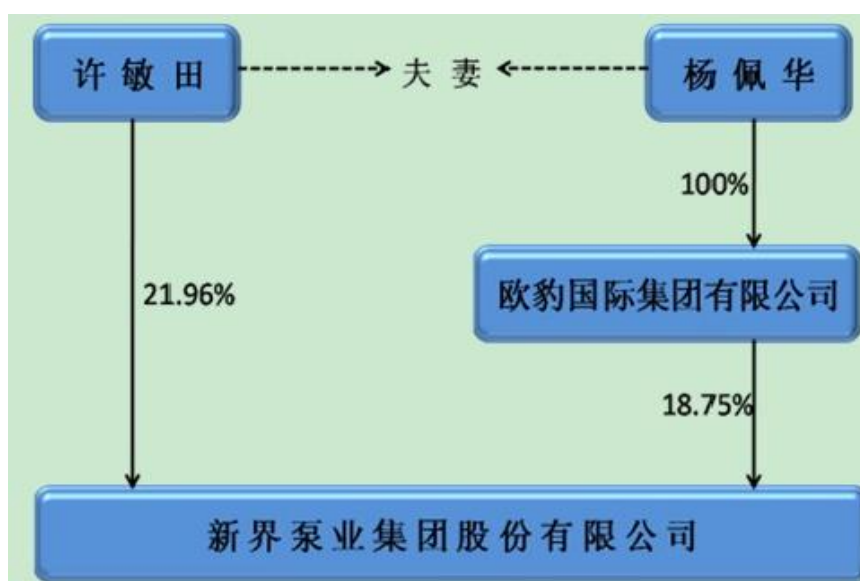 许敏田 夫妻 杨佩华
100%
21.96%
欧豹国际集团有限公司
18.75%
新界泵业集团股份有限公司